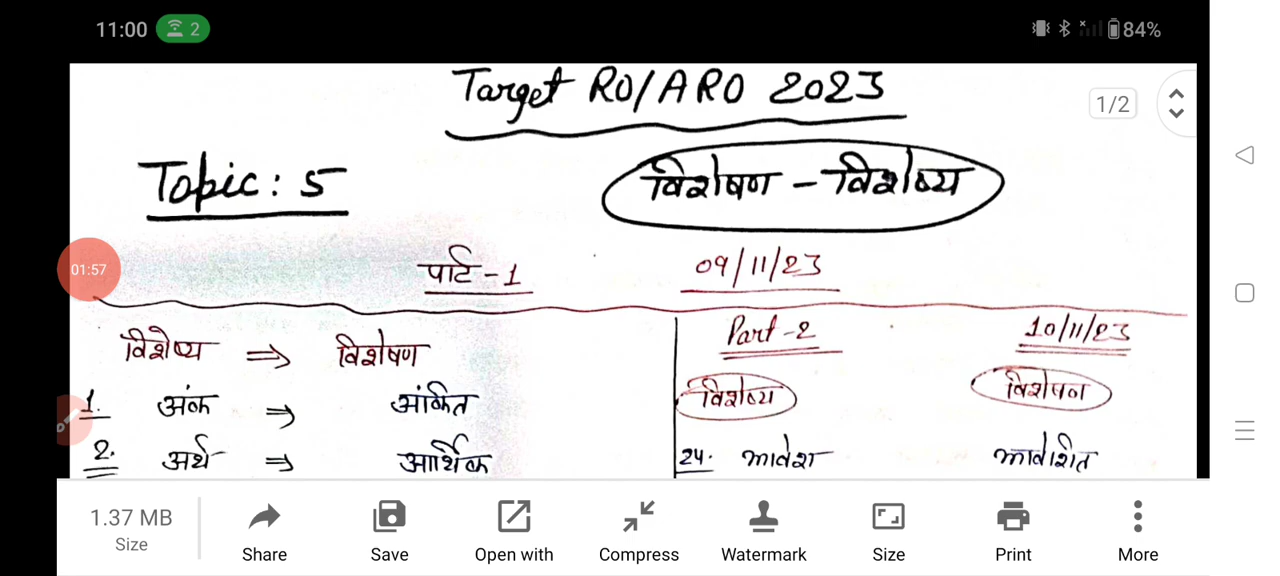 11:00 2 84%
Target RO/ARO 2023
1/2
Topic: 5 विशेषण - विशेष्य
01:57
पार्ट-1 09/11/23
Part-2 10/11/23
विशेष्य ⇒ विशेषण
विशेष्य विशेषण
1. अंक ⇒ अंकित
2. अर्थ ⇒ आर्थिक
24. आवेश आवेशित
1.37 MB
Size
Share Save Open with Compress Watermark Size Print More